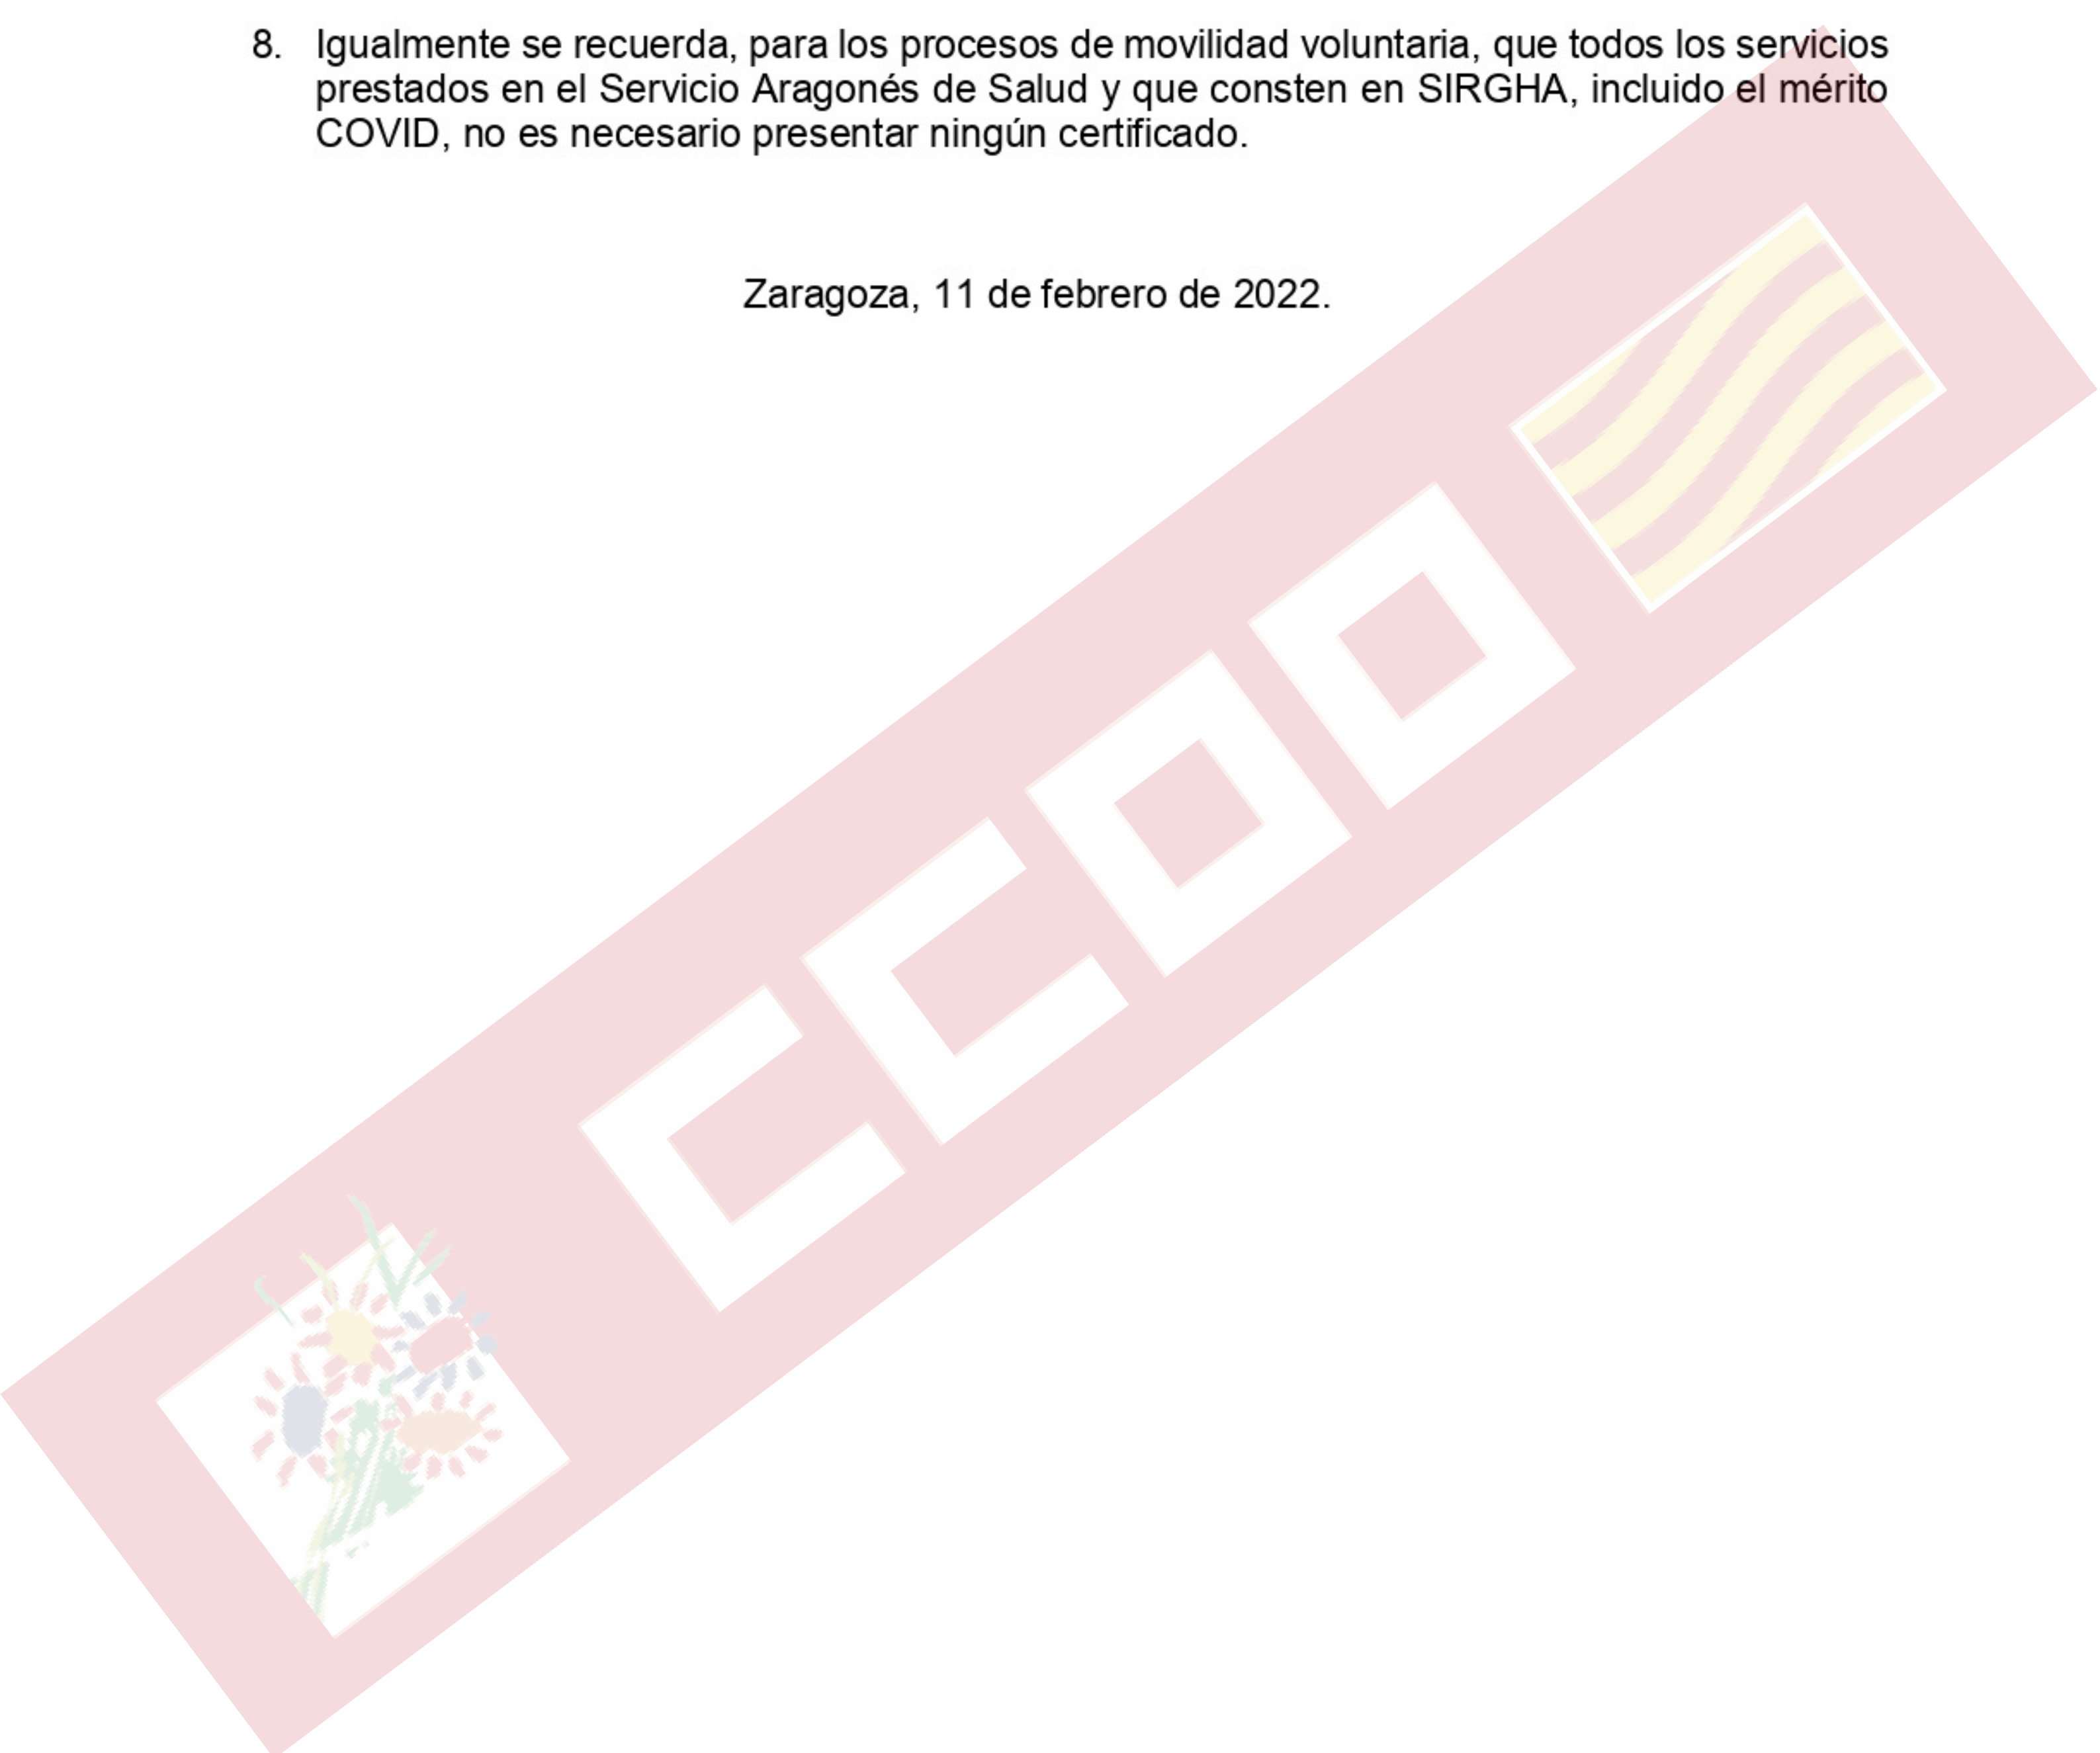 8. Igualmente se recuerda, para los procesos de movilidad voluntaria, que todos los servicios
prestados en el Servicio Aragonés de Salud y que consten en SIRGHA, incluido el mérito
COVID, no es necesario presentar ningún certificado.
Zaragoza, 11 de febrero de 2022.
CCOO